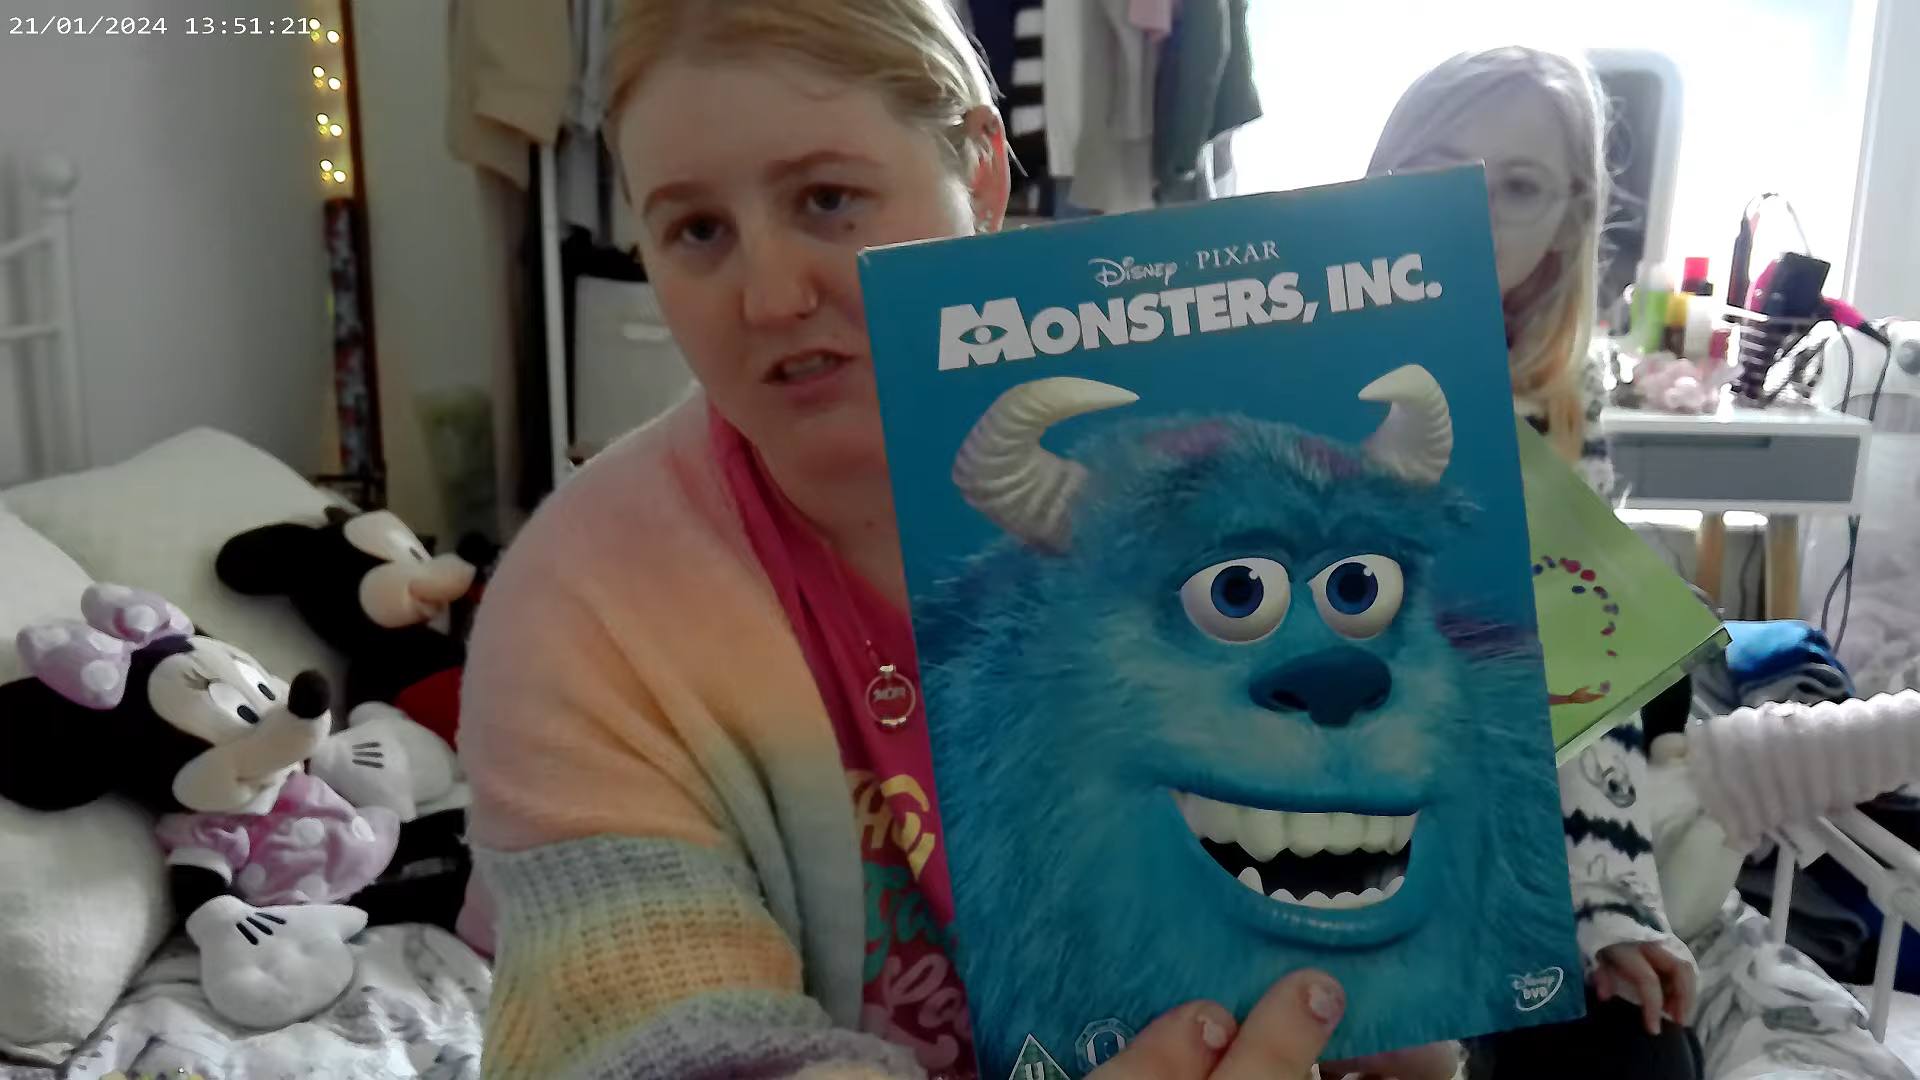 21/01/2024 13:51:21
Disney · PIXAR
MONSTERS, INC.
Disney
DVD
U